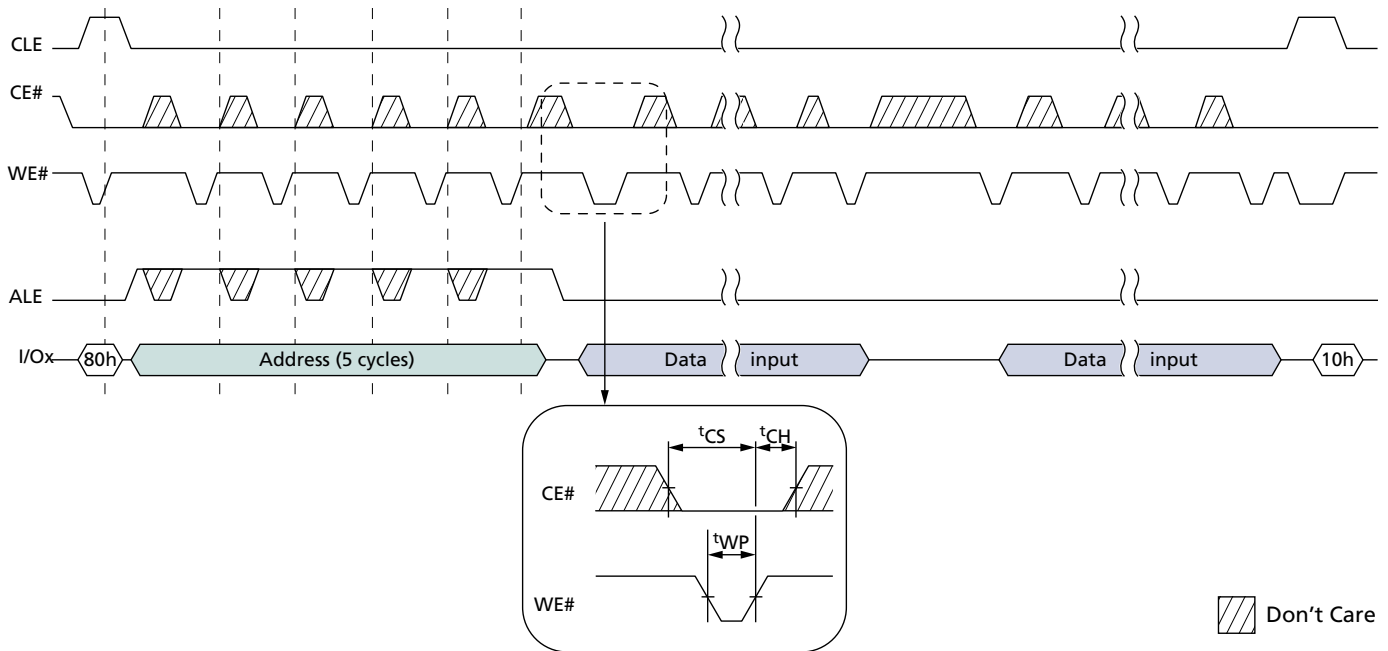 CLE
CE#
WE#
ALE
I/Ox 80h Address (5 cycles) Data input Data input 10h
tCS tCH
CE#
tWP
WE#
Don't Care